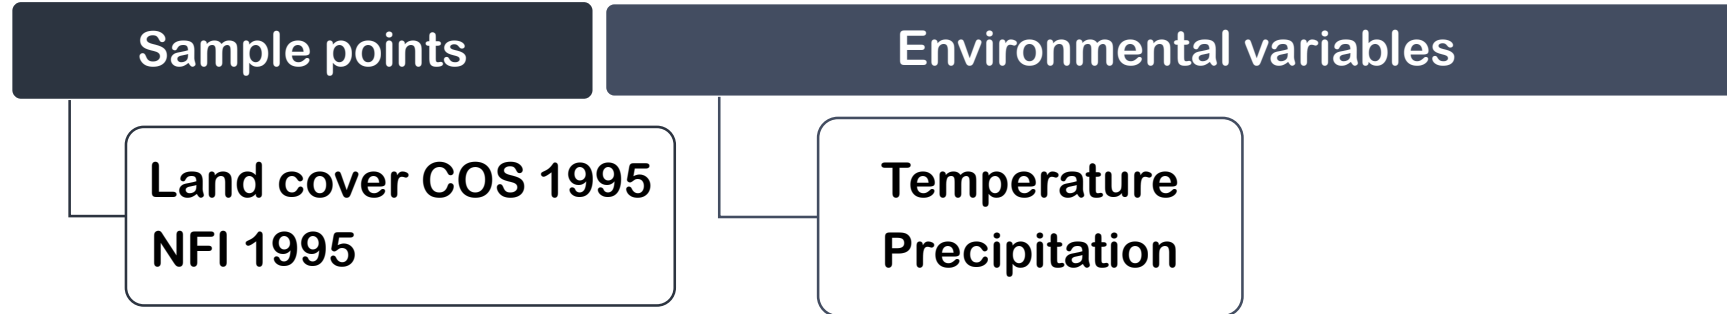 Sample points
Environmental variables
Land cover COS 1995
NFI 1995
Temperature
Precipitation